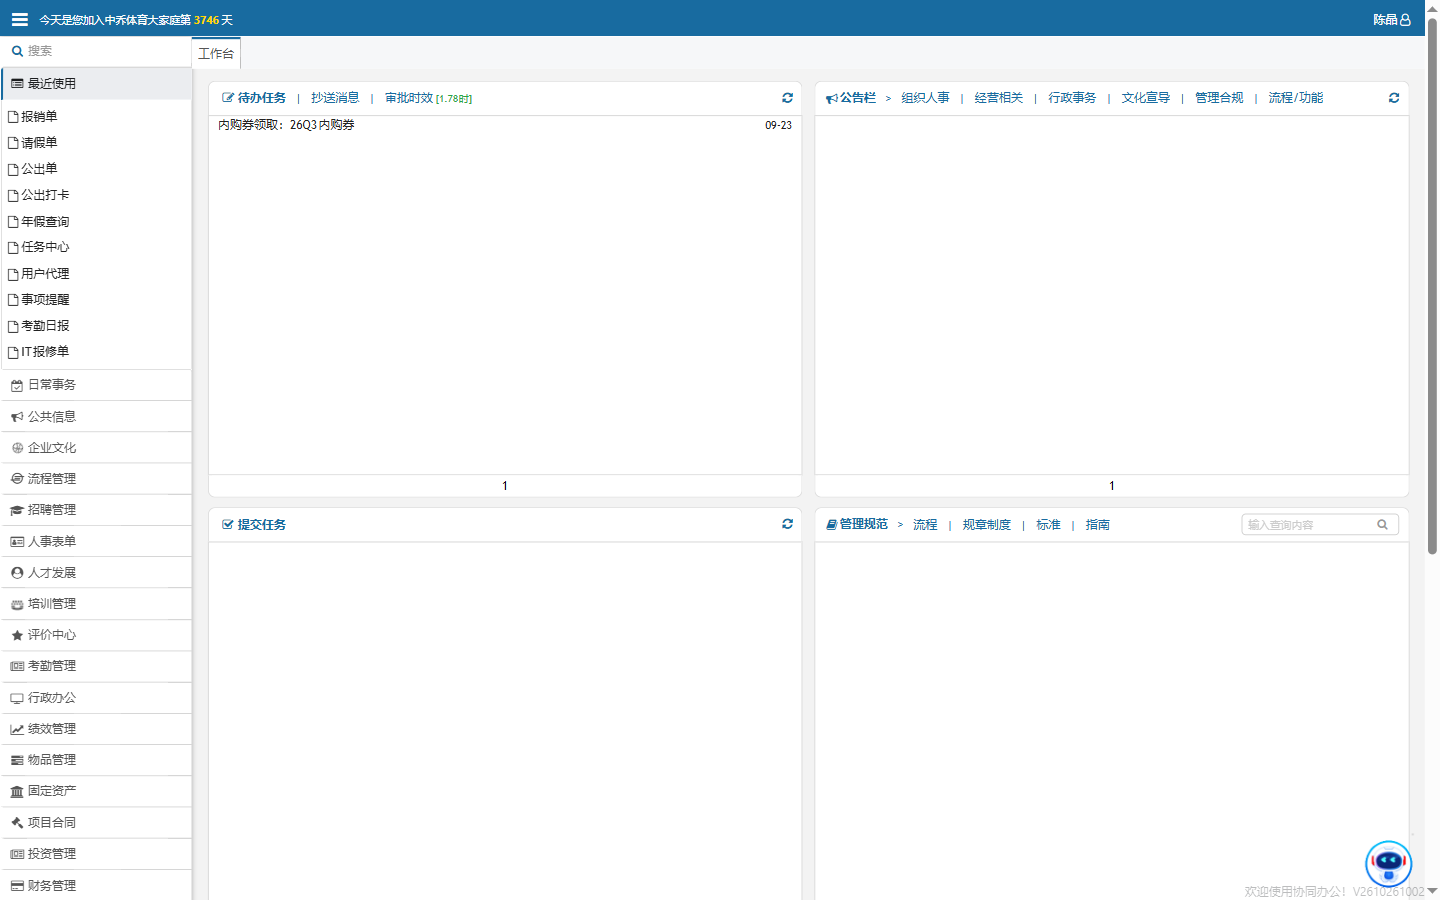 今天是您加入中乔体育大家庭第 3746 天
陈晶
搜索
工作台
最近使用
报销单
请假单
公出单
公出打卡
年假查询
任务中心
用户代理
事项提醒
考勤日报
IT报修单
日常事务
公共信息
企业文化
流程管理
招聘管理
人事表单
人才发展
培训管理
评价中心
考勤管理
行政办公
绩效管理
物品管理
固定资产
项目合同
投资管理
财务管理
待办任务 | 抄送消息 | 审批时效 [1.78时]
内购券领取：26Q3内购券 09-23
1
公告栏 > 组织人事 | 经营相关 | 行政事务 | 文化宣导 | 管理合规 | 流程/功能
1
提交任务
管理规范 > 流程 | 规章制度 | 标准 | 指南
输入查询内容
欢迎使用协同办公！V2610261002